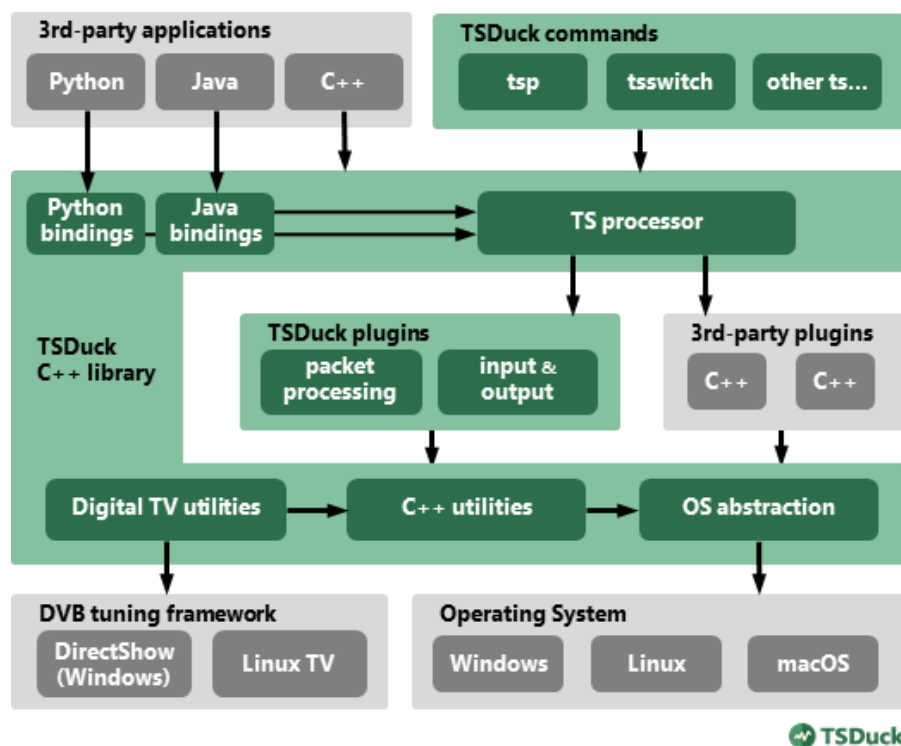 3rd-party applications
Python
Java
C++
TSDuck commands
tsp
tsswitch
other ts...
Python
bindings
Java
bindings
TS processor
TSDuck
C++ library
TSDuck plugins
packet
processing
input &
output
3rd-party plugins
C++
C++
Digital TV utilities
C++ utilities
OS abstraction
DVB tuning framework
DirectShow
(Windows)
Linux TV
Operating System
Windows
Linux
macOS
TSDuck